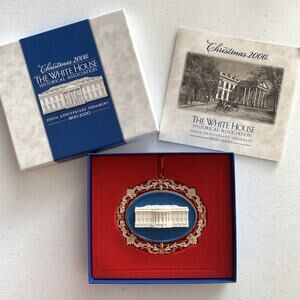 Christmas 2000
THE WHITE HOUSE
HISTORICAL ASSOCIATION
200TH ANNIVERSARY ORNAMENT
1800-2000
Christmas 2000
THE WHITE HOUSE
HISTORICAL ASSOCIATION
200TH ANNIVERSARY ORNAMENT
1800-2000